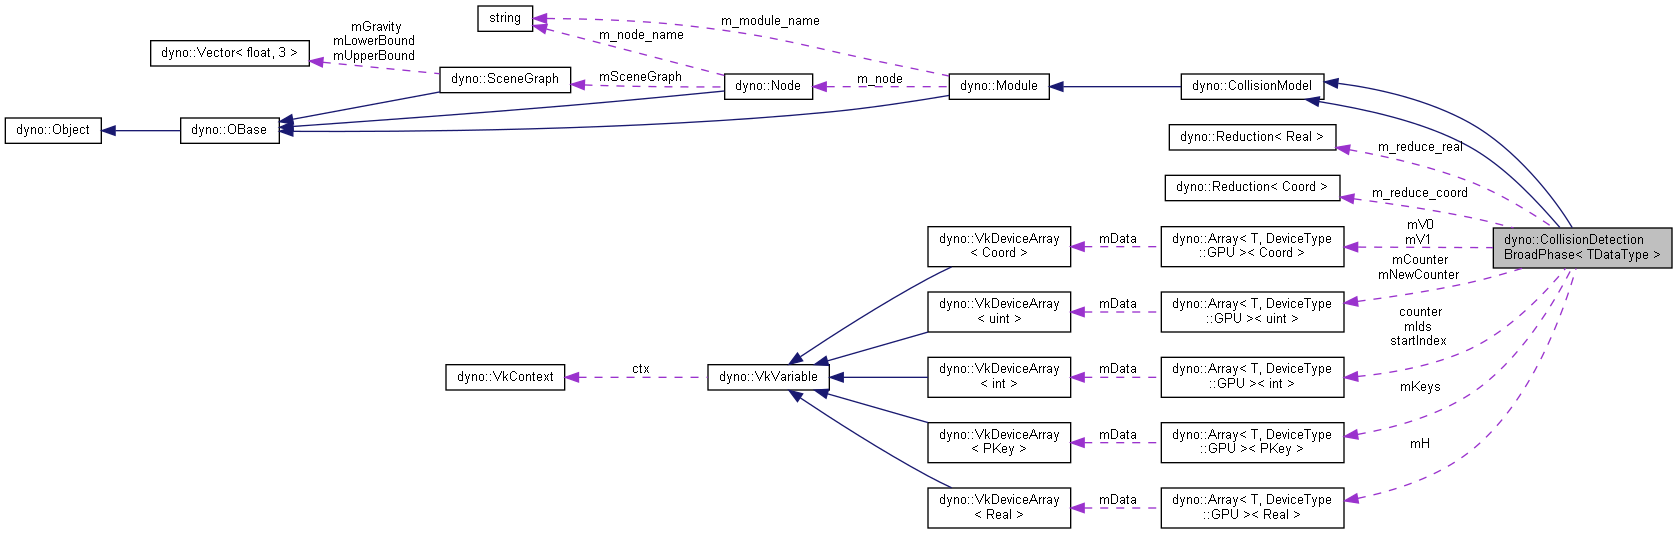 string
m_module_name
mGravity
mLowerBound
mUpperBound
m_node_name
dyno::Vector< float, 3 >
dyno::SceneGraph
mSceneGraph
dyno::Node
m_node
dyno::Module
dyno::CollisionModel
dyno::Object
dyno::OBase
dyno::Reduction< Real >
m_reduce_real
dyno::Reduction< Coord >
m_reduce_coord
dyno::VkDeviceArray
< Coord >
mData
dyno::Array< T, DeviceType
::GPU >< Coord >
mV0
mV1
dyno::CollisionDetection
BroadPhase< TDataType >
mCounter
mNewCounter
dyno::VkDeviceArray
< uint >
mData
dyno::Array< T, DeviceType
::GPU >< uint >
counter
mIds
startIndex
dyno::VkContext
ctx
dyno::VkVariable
dyno::VkDeviceArray
< int >
mData
dyno::Array< T, DeviceType
::GPU >< int >
mKeys
dyno::VkDeviceArray
< PKey >
mData
dyno::Array< T, DeviceType
::GPU >< PKey >
mH
dyno::VkDeviceArray
< Real >
mData
dyno::Array< T, DeviceType
::GPU >< Real >